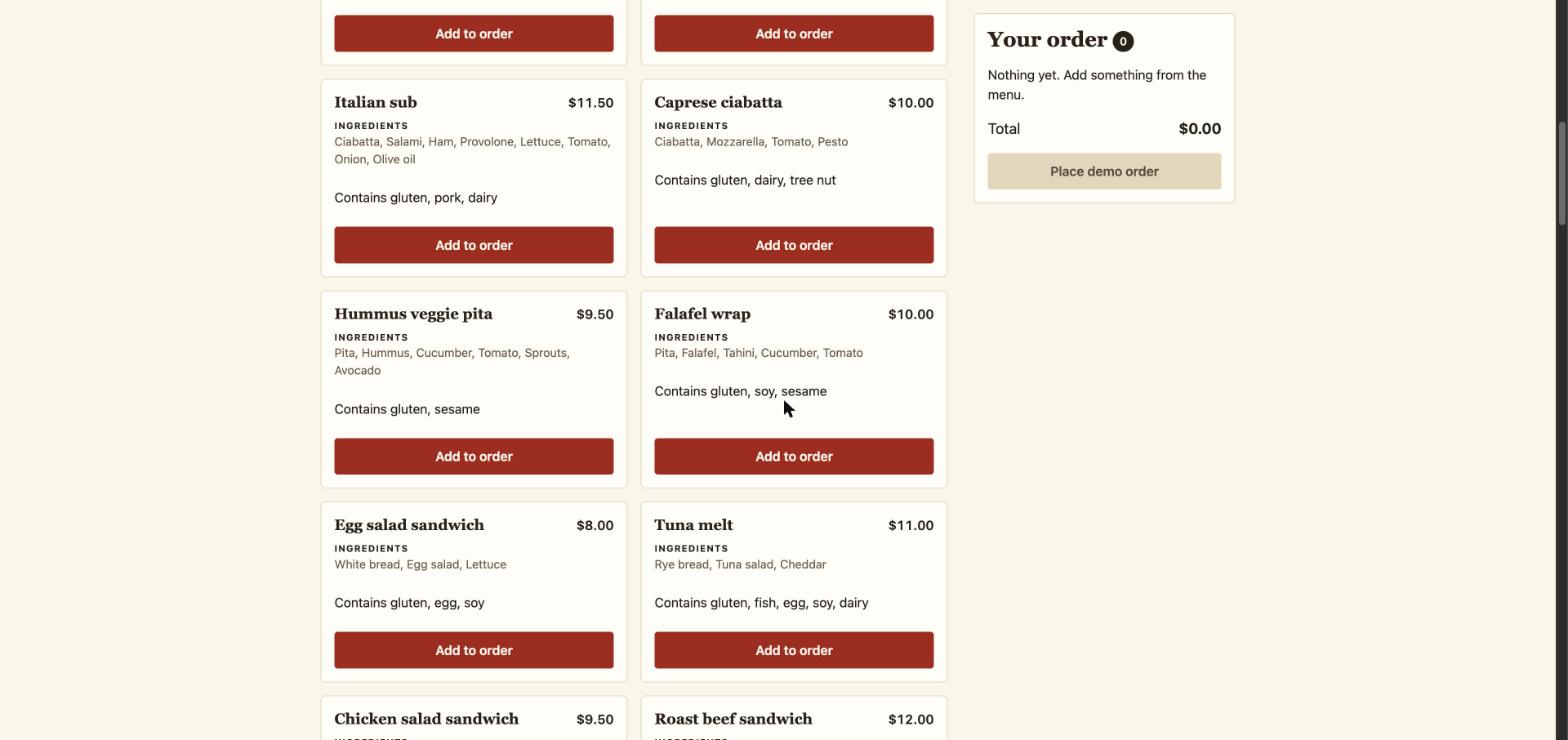 Add to order
Add to order
Italian sub $11.50
INGREDIENTS
Ciabatta, Salami, Ham, Provolone, Lettuce, Tomato,
Onion, Olive oil
Contains gluten, pork, dairy
Add to order
Caprese ciabatta $10.00
INGREDIENTS
Ciabatta, Mozzarella, Tomato, Pesto
Contains gluten, dairy, tree nut
Add to order
Hummus veggie pita $9.50
INGREDIENTS
Pita, Hummus, Cucumber, Tomato, Sprouts,
Avocado
Contains gluten, sesame
Add to order
Falafel wrap $10.00
INGREDIENTS
Pita, Falafel, Tahini, Cucumber, Tomato
Contains gluten, soy, sesame
Add to order
Egg salad sandwich $8.00
INGREDIENTS
White bread, Egg salad, Lettuce
Contains gluten, egg, soy
Add to order
Tuna melt $11.00
INGREDIENTS
Rye bread, Tuna salad, Cheddar
Contains gluten, fish, egg, soy, dairy
Add to order
Chicken salad sandwich $9.50
Roast beef sandwich $12.00
Your order 0
Nothing yet. Add something from the
menu.
Total $0.00
Place demo order